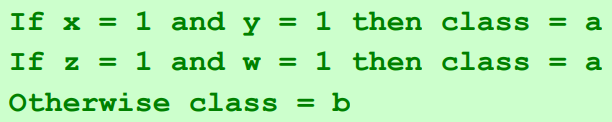 If x = 1 and y = 1 then class = a
If z = 1 and w = 1 then class = a
Otherwise class = b